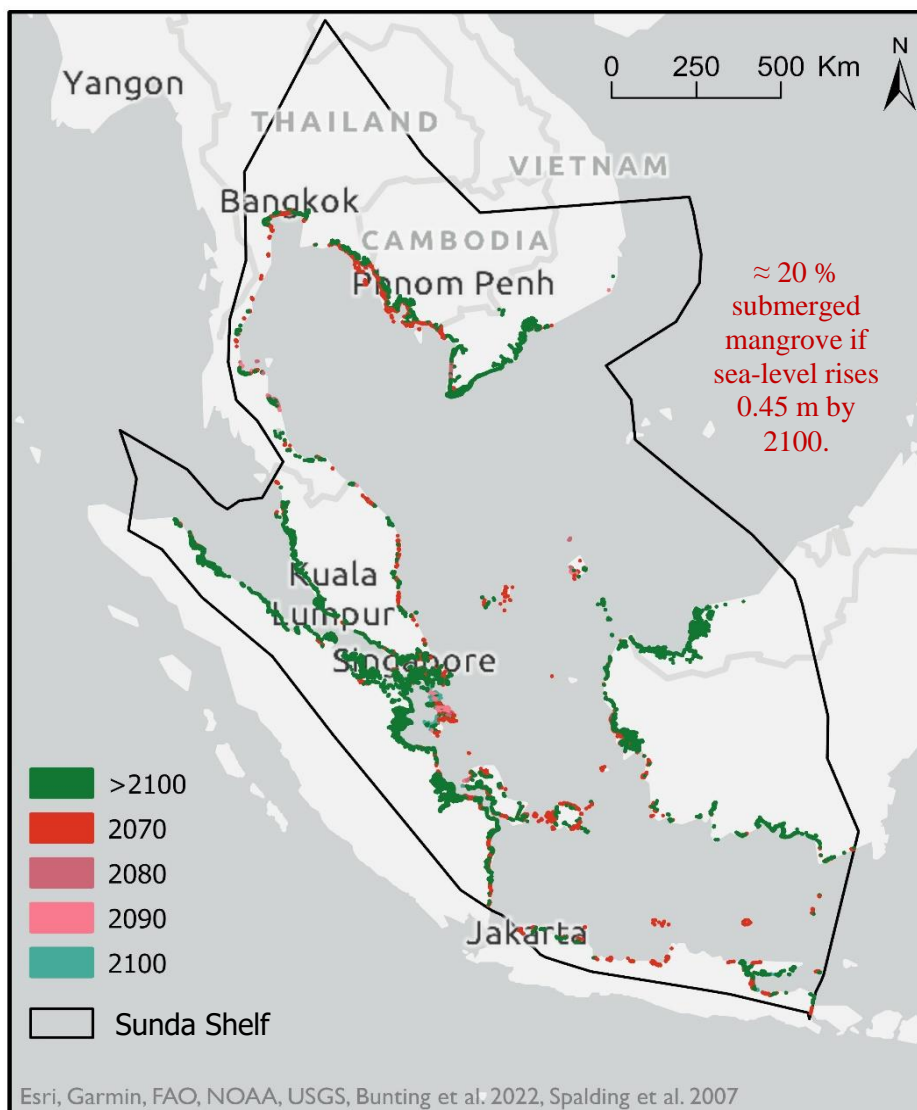 N
0 250 500 Km
Yangon
THAILAND
VIETNAM
Bangkok
CAMBODIA
Phnom Penh
≈ 20 %
submerged
mangrove if
sea-level rises
0.45 m by
2100.
Kuala
Lumpur
Singapore
Jakarta
>2100
2070
2080
2090
2100
Sunda Shelf
Esri, Garmin, FAO, NOAA, USGS, Bunting et al. 2022, Spalding et al. 2007